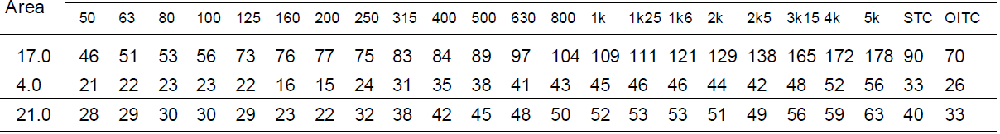 Area
50 63 80 100 125 160 200 250 315 400 500 630 800 1k 1k25 1k6 2k 2k5 3k15 4k 5k STC OITC
17.0 46 51 53 56 73 76 77 75 83 84 89 97 104 109 111 121 129 138 165 172 178 90 70
4.0 21 22 23 23 22 16 15 24 31 35 38 41 43 45 46 46 44 42 48 52 56 33 26
21.0 28 29 30 30 29 23 22 32 38 42 45 48 50 52 53 53 51 49 56 59 63 40 33